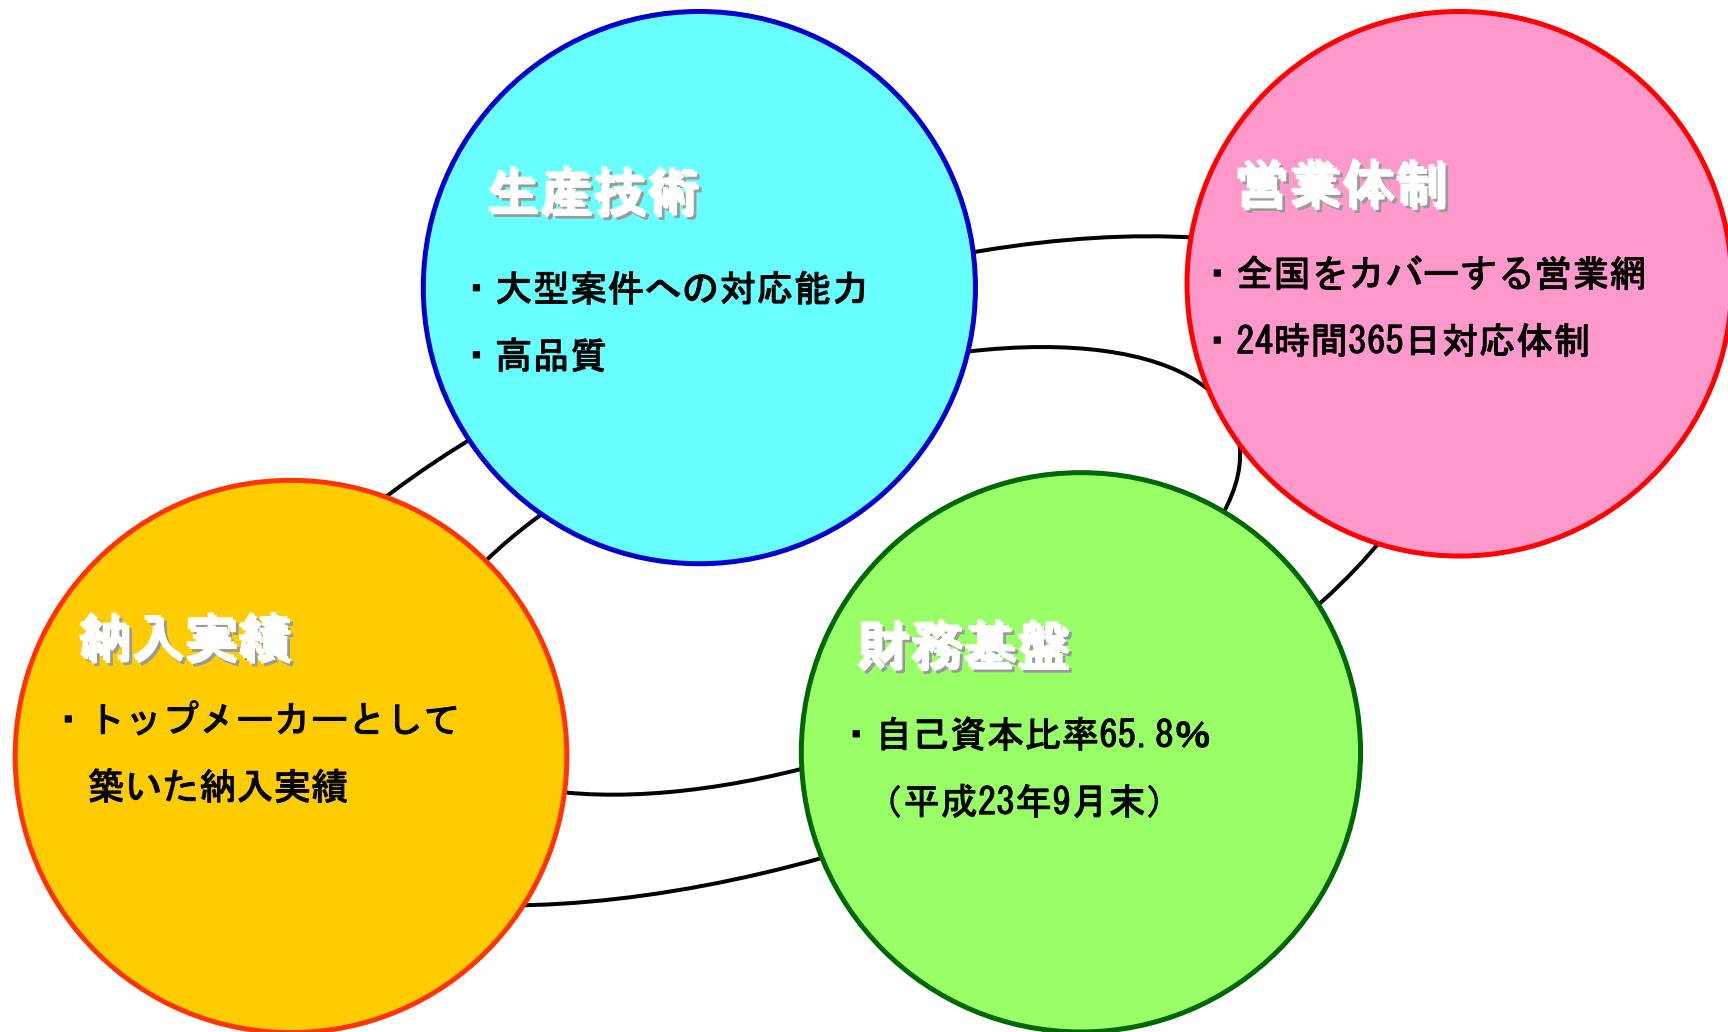 生産技術
・大型案件への対応能力
・高品質
営業体制
・全国をカバーする営業網
・24時間365日対応体制
納入実績
・トップメーカーとして
築いた納入実績
財務基盤
・自己資本比率65.8%
（平成23年9月末）